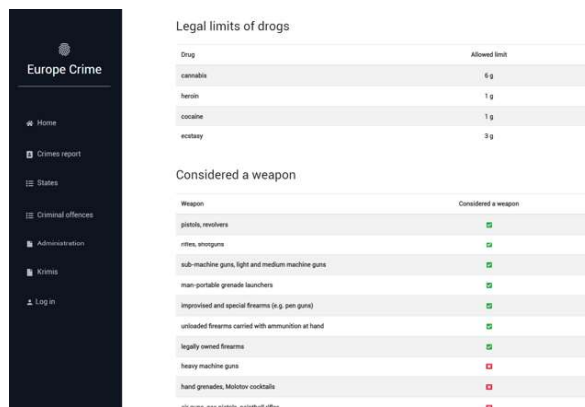 Legal limits of drugs
Drug Allowed limit
cannabix 6 g
heroin 1 g
cocaine 1 g
ecstasy 3 g
Europe Crime
Home
Crimes report
States
Criminal offences
Administration
Krimis
Log in
Considered a weapon
Weapon Considered a weapon
pistols, revolvers
rifles, shotguns
sub-machine guns, light and medium machine guns
man-portable grenade launchers
improvised and special firearms (e.g. pen guns)
unloaded firearms carried with ammunition at hand
legally owned firearms
heavy machine guns
hand grenades, Molotov cocktails